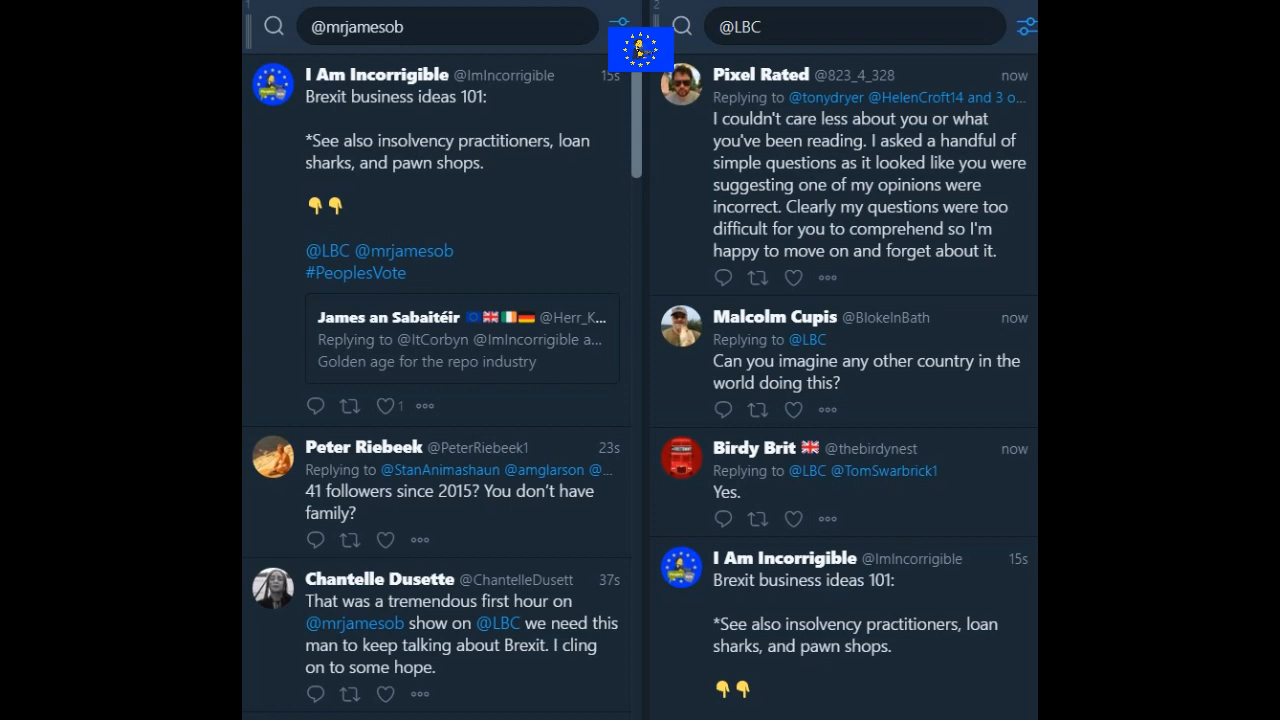 1
@mrjamesob
I Am Incorrigible @ImIncorrigible 15s
Brexit business ideas 101:
*See also insolvency practitioners, loan
sharks, and pawn shops.
👇👇
@LBC @mrjamesob
#PeoplesVote
James an Sabaitéir 🇪🇺🇬🇧🇮🇪🇩🇪 @Herr_K...
Replying to @ItCorbyn @ImIncorrigible a...
Golden age for the repo industry
1
Peter Riebeek @PeterRiebeek1 23s
Replying to @StanAnimashaun @amglarson @...
41 followers since 2015? You don’t have
family?
Chantelle Dusette @ChantelleDusett 37s
That was a tremendous first hour on
@mrjamesob show on @LBC we need this
man to keep talking about Brexit. I cling
on to some hope.
2
@LBC
Pixel Rated @823_4_328 now
Replying to @tonydryer @HelenCroft14 and 3 o...
I couldn't care less about you or what
you've been reading. I asked a handful of
simple questions as it looked like you were
suggesting one of my opinions were
incorrect. Clearly my questions were too
difficult for you to comprehend so I'm
happy to move on and forget about it.
Malcolm Cupis @BlokeInBath now
Replying to @LBC
Can you imagine any other country in the
world doing this?
Birdy Brit 🇬🇧 @thebirdynest now
Replying to @LBC @TomSwarbrick1
Yes.
I Am Incorrigible @ImIncorrigible 15s
Brexit business ideas 101:
*See also insolvency practitioners, loan
sharks, and pawn shops.
👇👇